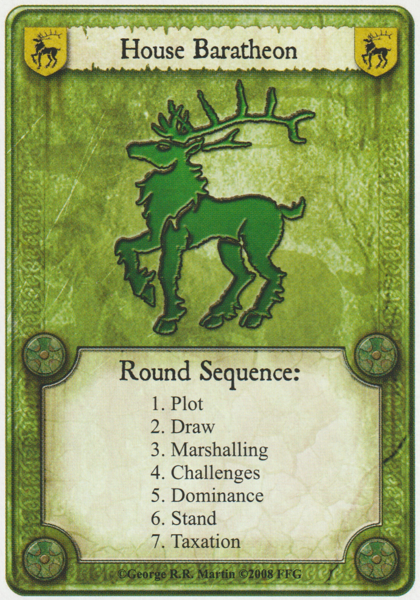 House Baratheon
Round Sequence:
1. Plot
2. Draw
3. Marshalling
4. Challenges
5. Dominance
6. Stand
7. Taxation
©George R.R. Martin ©2008 FFG